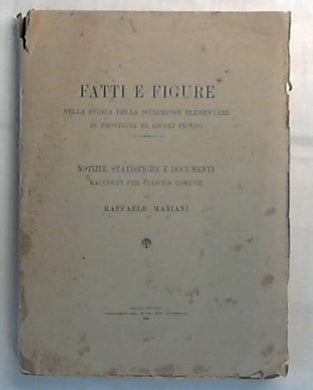 FATTI E FIGURE
NELLA STORIA DELLA ISTRUZIONE ELEMENTARE
IN PROVINCIA DI ASCOLI PICENO
NOTIZIE STATISTICHE E DOCUMENTI
RACCOLTI PER CIASCUN COMUNE
DA
RAFFAELE MARIANI